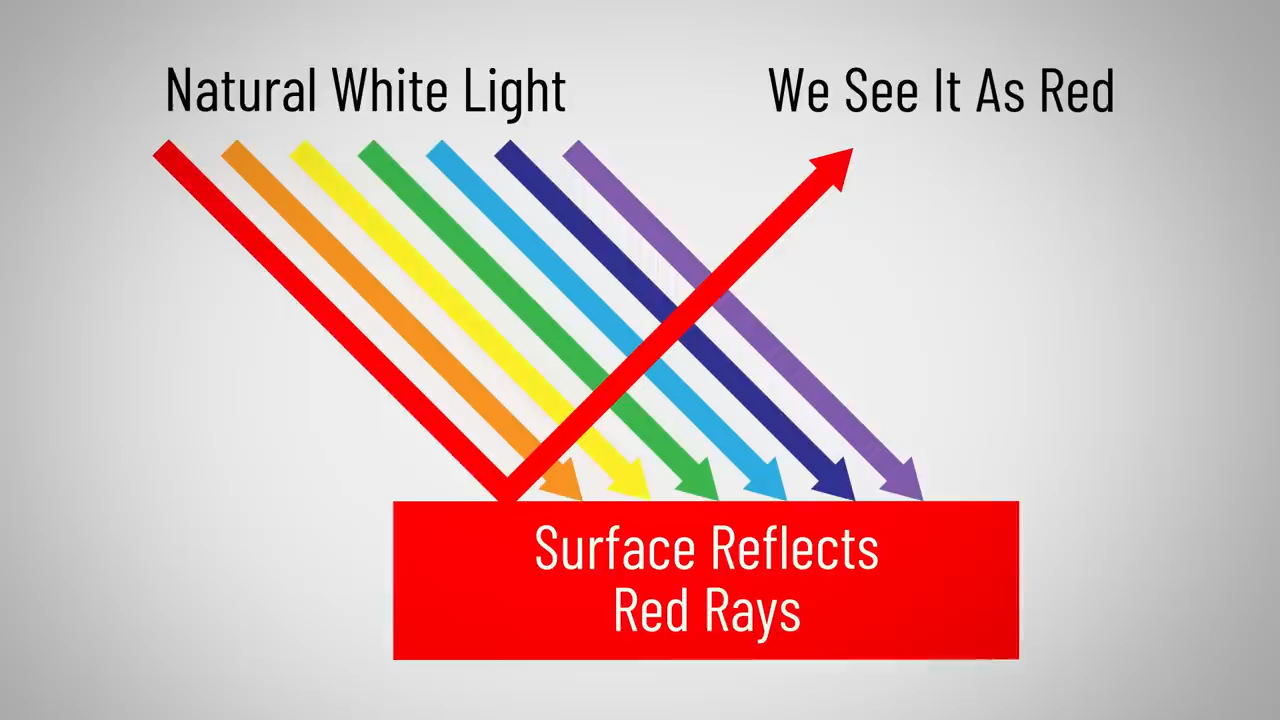 Natural White Light
We See It As Red
Surface Reflects
Red Rays